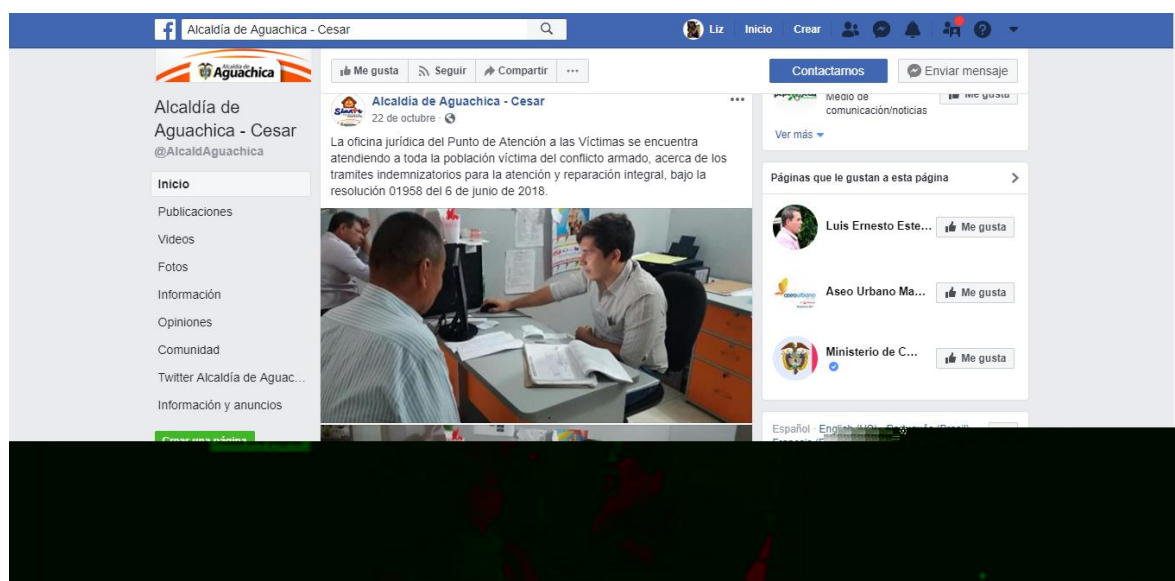 Alcaldía de Aguachica - Cesar
Liz
Inicio
Crear
Alcaldía de
Aguachica
Me gusta
Seguir
Compartir
Contactarnos
Enviar mensaje
Alcaldía de
Aguachica - Cesar
@AlcaldAguachica
Inicio
Publicaciones
Videos
Fotos
Información
Opiniones
Comunidad
Twitter Alcaldía de Aguac...
Información y anuncios
Crear una página
Alcaldía de Aguachica - Cesar
22 de octubre
La oficina jurídica del Punto de Atención a las Víctimas se encuentra
atendiendo a toda la población víctima del conflicto armado, acerca de los
tramites indemnizatorios para la atención y reparación integral, bajo la
resolución 01958 del 6 de junio de 2018.
Medio de
comunicación/noticias
Me gusta
Ver más
Páginas que le gustan a esta página
Luis Ernesto Este...
Me gusta
Aseo Urbano Ma...
Me gusta
Ministerio de C...
Me gusta
Español